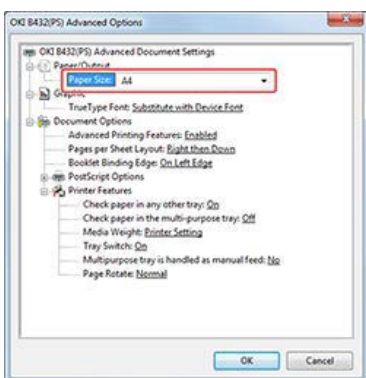 OKI B432(PS) Advanced Options
OKI B432(PS) Advanced Document Settings
Paper/Output
Paper Size: A4
Graphic
TrueType Font: Substitute with Device Font
Document Options
Advanced Printing Features: Enabled
Pages per Sheet Layout: Right then Down
Booklet Binding Edge: On Left Edge
PostScript Options
Printer Features
Check paper in any other tray: On
Check paper in the multi-purpose tray: Off
Media Weight: Printer Setting
Tray Switch: On
Multipurpose tray is handled as manual feed: No
Page Rotate: Normal
OK Cancel